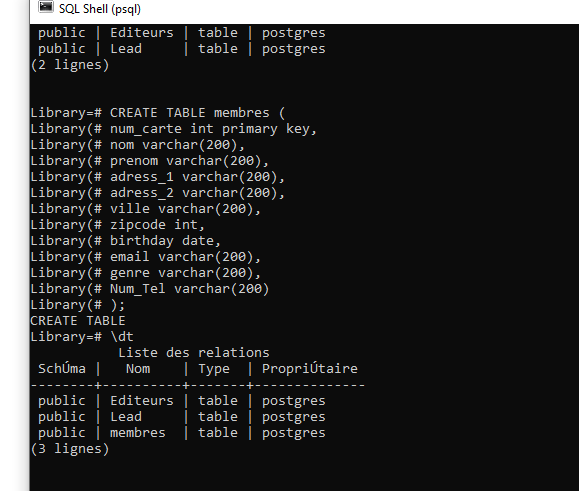 SQL Shell (psql)
public | Editeurs | table | postgres
public | Lead     | table | postgres
(2 lignes)
Library=# CREATE TABLE membres (
Library(# num_carte int primary key,
Library(# nom varchar(200),
Library(# prenom varchar(200),
Library(# adress_1 varchar(200),
Library(# adress_2 varchar(200),
Library(# ville varchar(200),
Library(# zipcode int,
Library(# birthday date,
Library(# email varchar(200),
Library(# genre varchar(200),
Library(# Num_Tel varchar(200)
Library(# );
CREATE TABLE
Library=# \dt
Liste des relations
SchÚma |   Nom    | Type  | PropriÚtaire
--------+----------+-------+--------------
public | Editeurs | table | postgres
public | Lead     | table | postgres
public | membres  | table | postgres
(3 lignes)